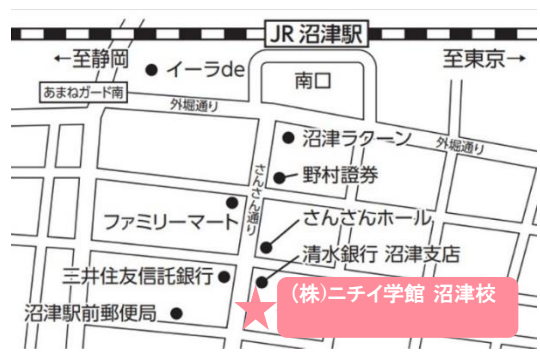 JR 沼津駅
←至静岡
至東京→
イーラde
南口
あまねガード南
外堀通り
外堀通り
沼津ラクーン
さんさん通り
野村證券
ファミリーマート
さんさんホール
清水銀行 沼津支店
三井住友信託銀行
(株)ニチイ学館 沼津校
沼津駅前郵便局